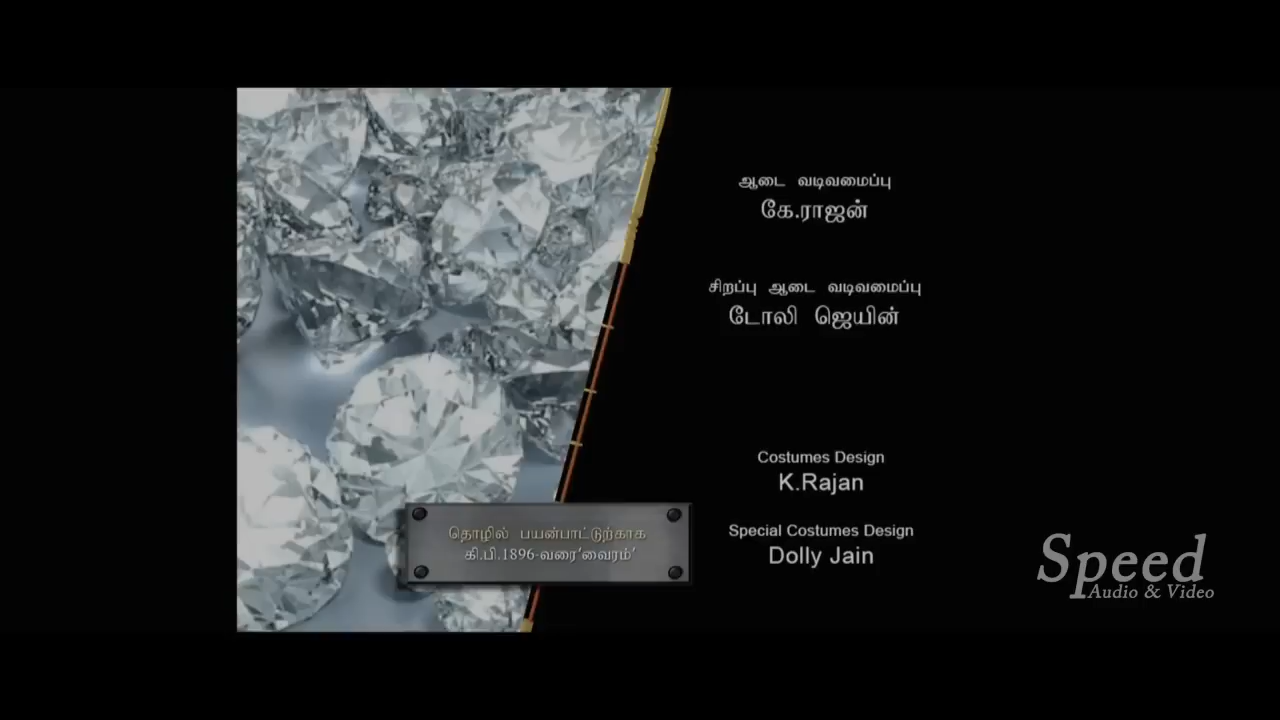 ஆடை வடிவமைப்பு
கே.ராஜன்
சிறப்பு ஆடை வடிவமைப்பு
டோலி ஜெயின்
Costumes Design
K.Rajan
Special Costumes Design
Dolly Jain
தொழில் பயன்பாட்டுற்காக
கி.பி.1896-வரை'வைரம்'
Speed
Audio & Video